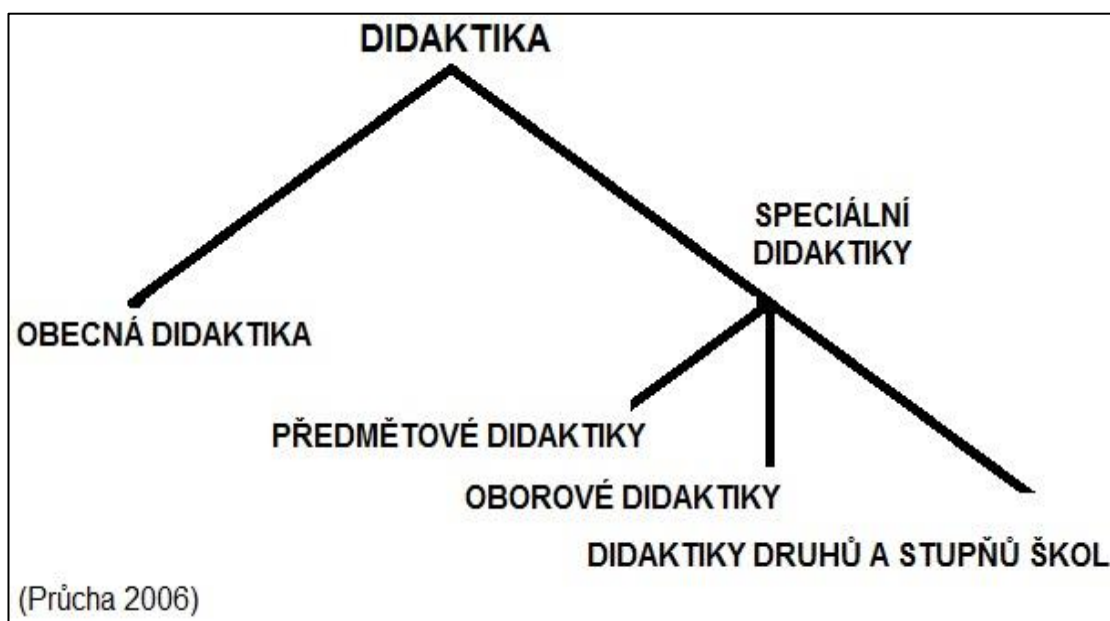 DIDAKTIKA
SPECIÁLNÍ
DIDAKTIKY
OBECNÁ DIDAKTIKA
PŘEDMĚTOVÉ DIDAKTIKY
OBOROVÉ DIDAKTIKY
DIDAKTIKY DRUHŮ A STUPŇŮ ŠKOL
(Průcha 2006)